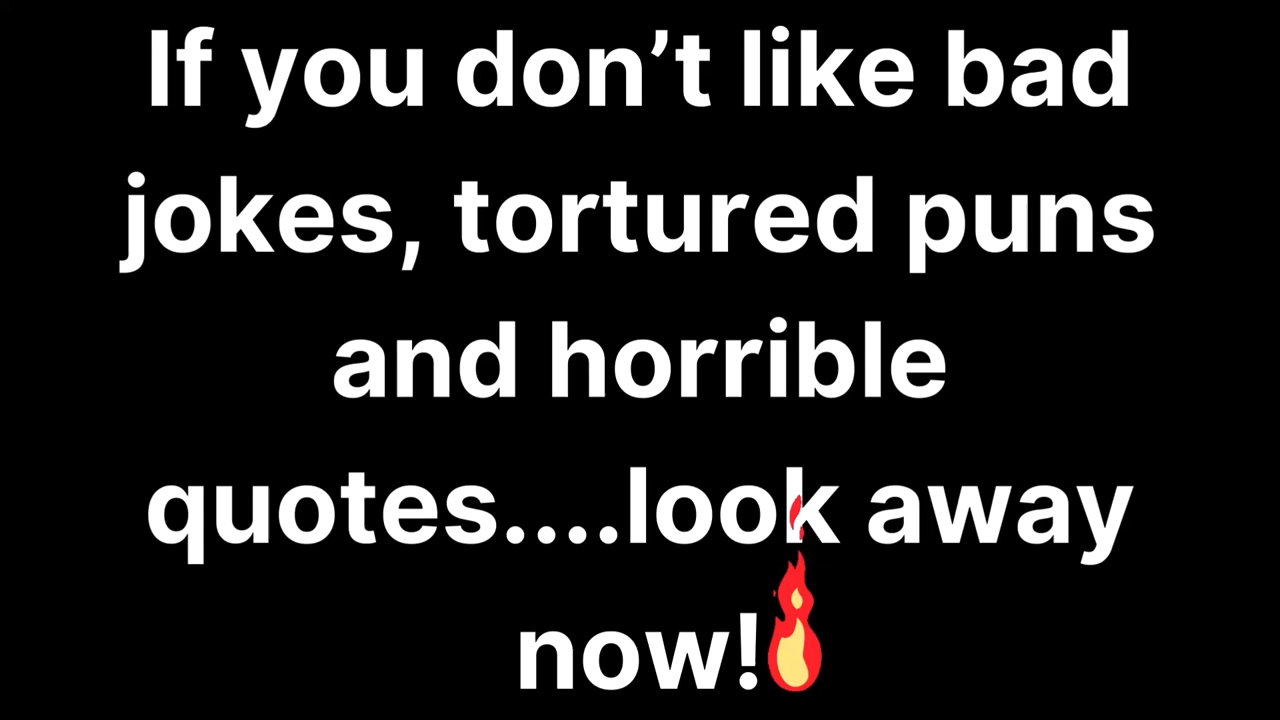 If you don’t like bad
jokes, tortured puns
and horrible
quotes....look away
now!